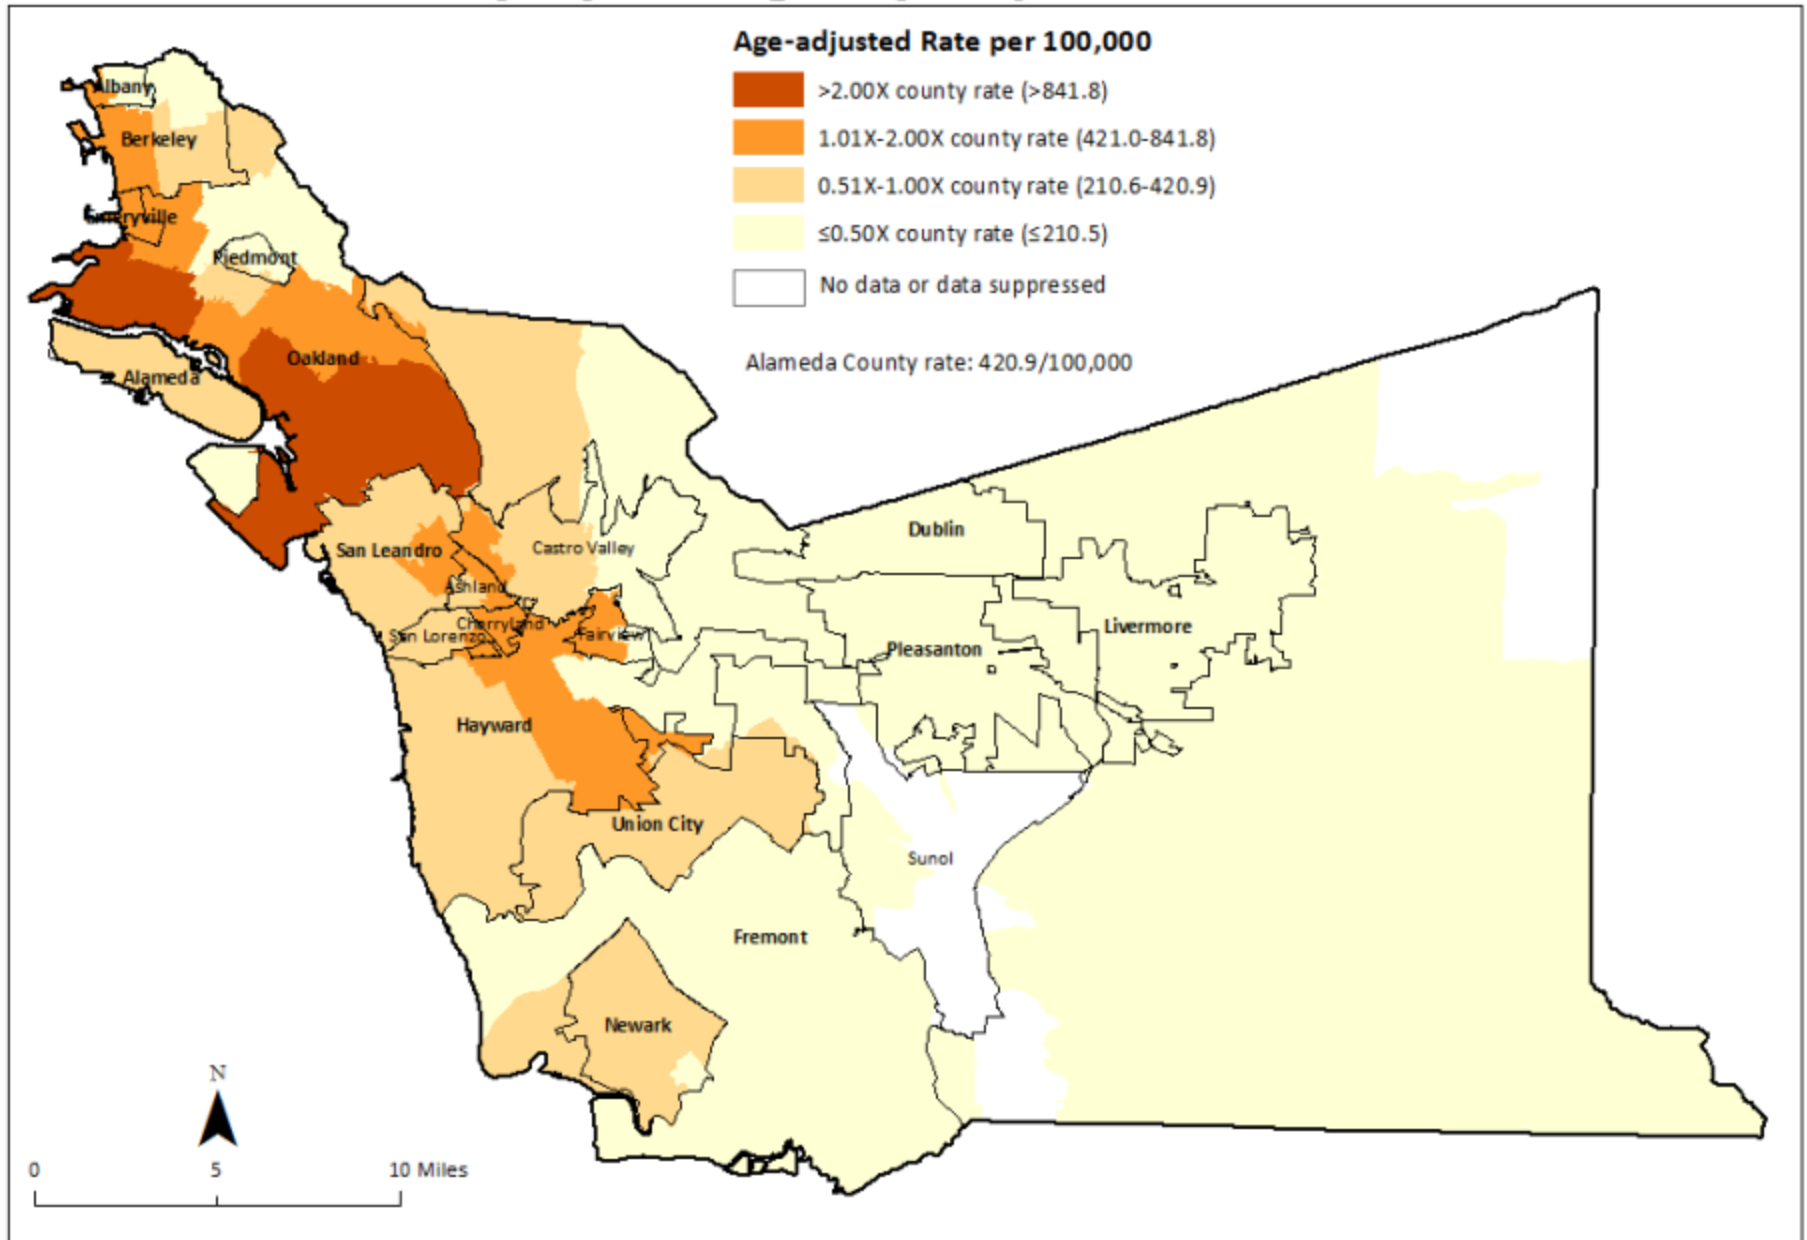 Age-adjusted Rate per 100,000
>2.00X county rate (>841.8)
1.01X-2.00X county rate (421.0-841.8)
0.51X-1.00X county rate (210.6-420.9)
≤0.50X county rate (≤210.5)
No data or data suppressed
Alameda County rate: 420.9/100,000
Albany
Berkeley
Emeryville
Piedmont
Oakland
Alameda
San Leandro
Castro Valley
Dublin
Ashland
Cherryland
San Lorenzo
Fairview
Livermore
Pleasanton
Hayward
Union City
Sunol
Fremont
Newark
N
0 5 10 Miles